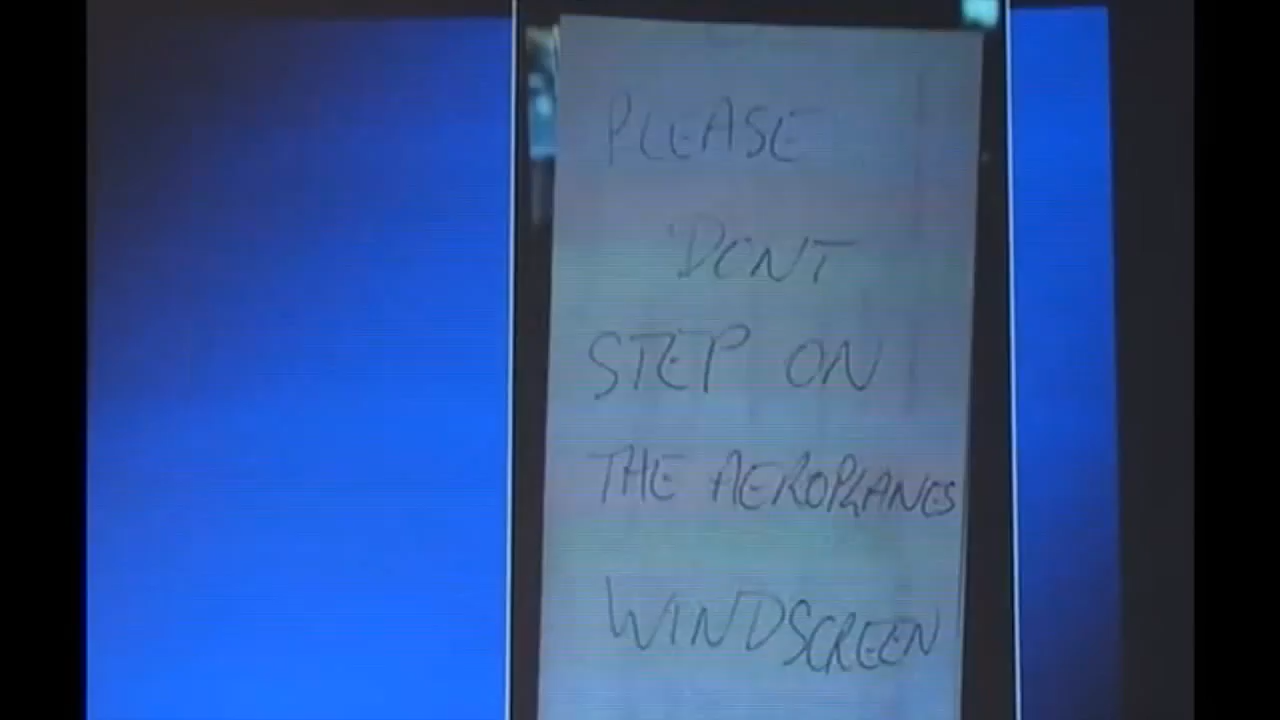 PLEASE
DONT
STEP ON
THE AEROPLANES
WINDSCREEN